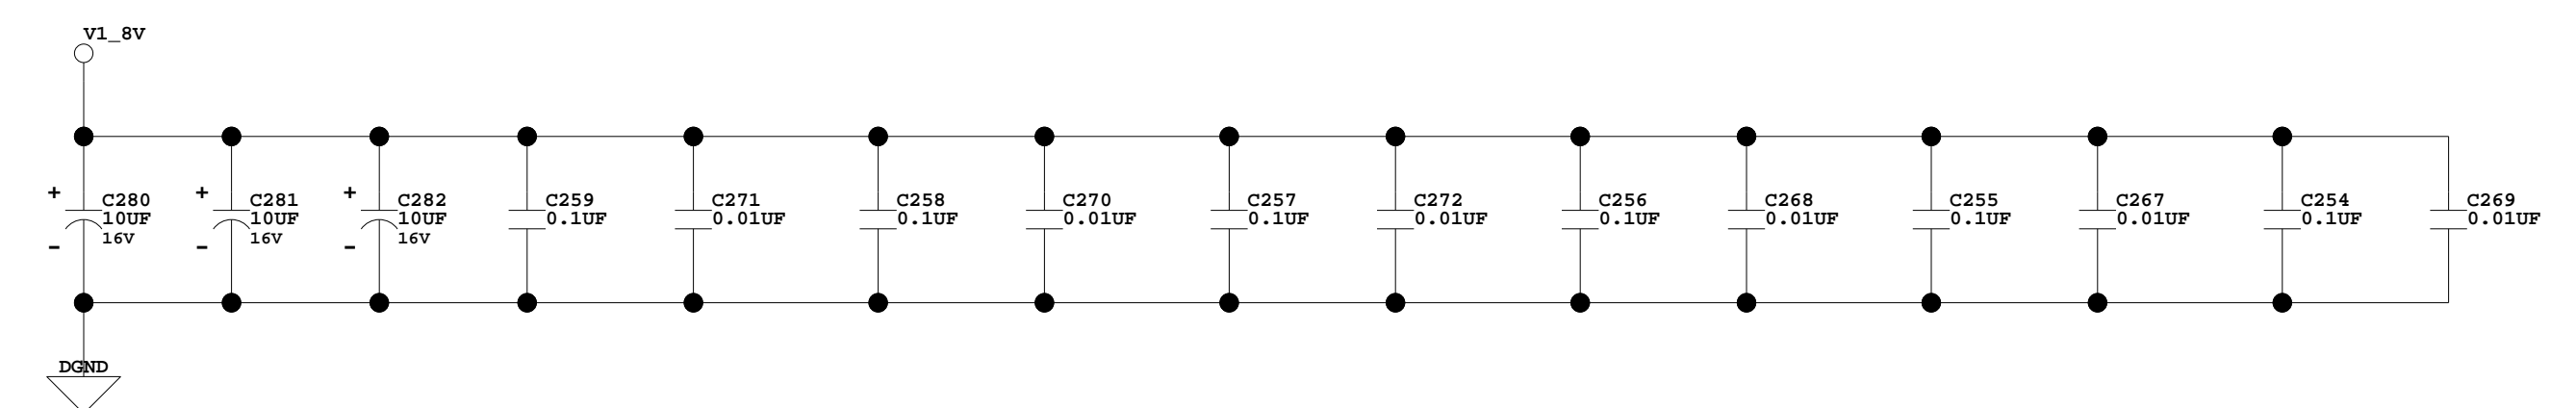 V1_8V
+ C280
10UF
16V
-
+ C281
10UF
16V
-
+ C282
10UF
16V
-
C259
0.1UF
C271
0.01UF
C258
0.1UF
C270
0.01UF
C257
0.1UF
C272
0.01UF
C256
0.1UF
C268
0.01UF
C255
0.1UF
C267
0.01UF
C254
0.1UF
C269
0.01UF
DGND